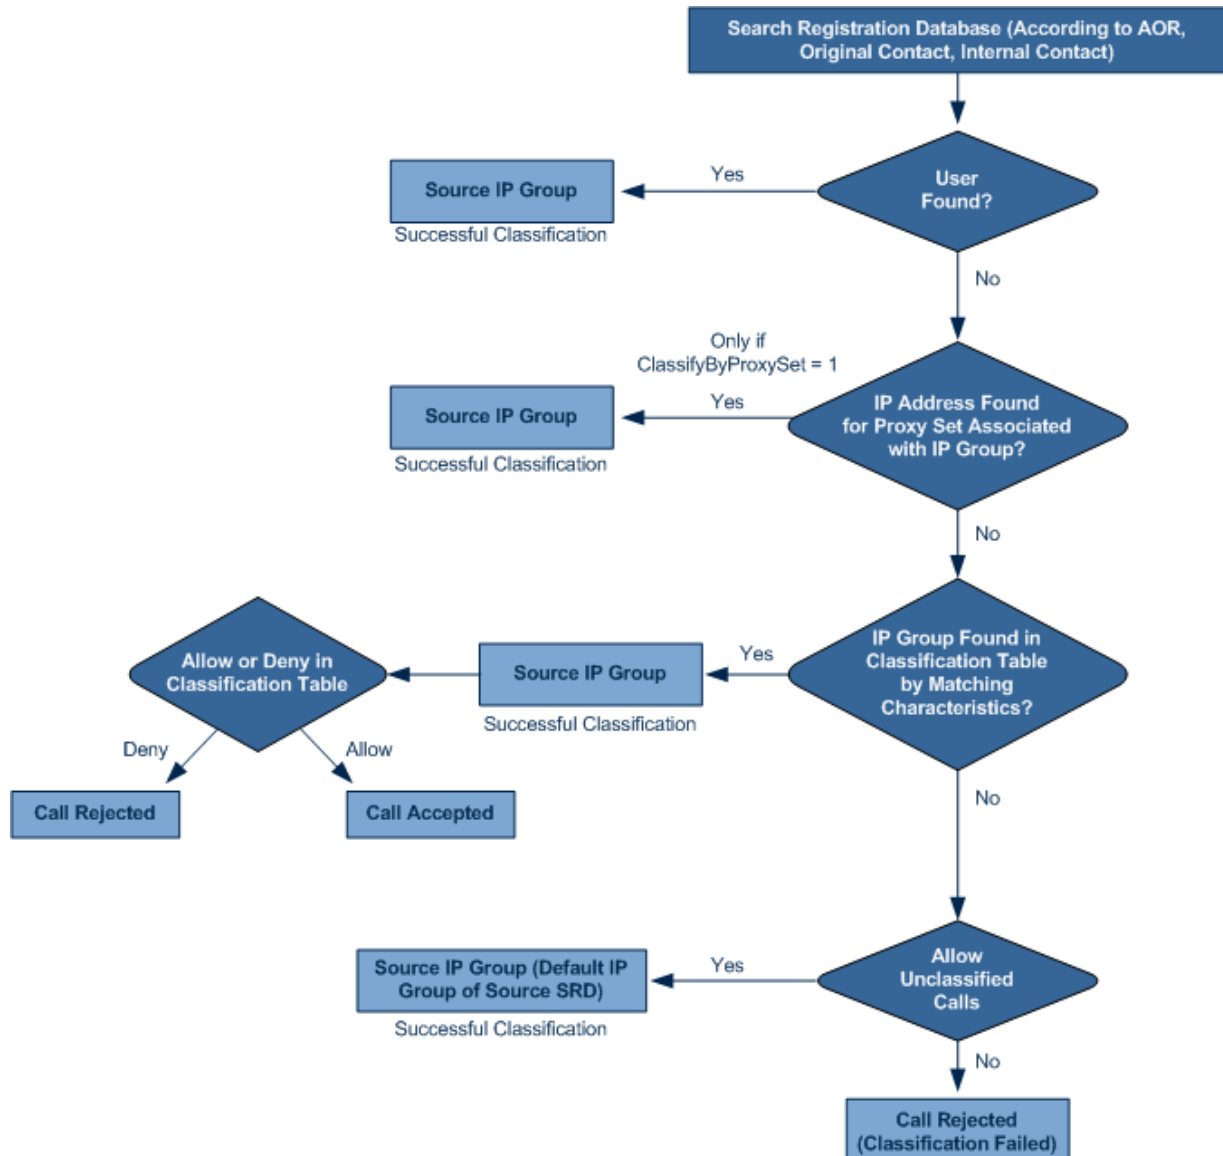 Search Registration Database (According to AOR,
Original Contact, Internal Contact)
User
Found?
Yes
Source IP Group
Successful Classification
No
Only if
ClassifyByProxySet = 1
Yes
IP Address Found
for Proxy Set Associated
with IP Group?
Source IP Group
Successful Classification
No
IP Group Found in
Classification Table
by Matching
Characteristics?
Yes
Source IP Group
Successful Classification
Allow or Deny in
Classification Table
Deny
Allow
Call Rejected
Call Accepted
No
Allow
Unclassified
Calls
Yes
Source IP Group (Default IP
Group of Source SRD)
Successful Classification
No
Call Rejected
(Classification Failed)